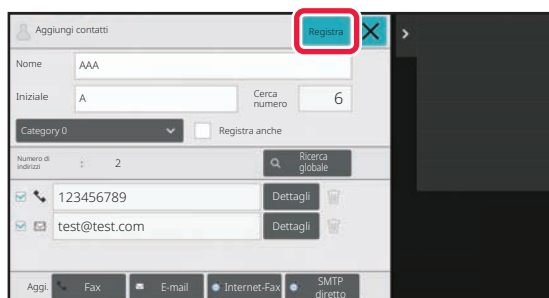 Aggiungi contatti Registra
Nome AAA
Iniziale A Cerca numero 6
Category 0 Registra anche
Numero di indirizzi : 2 Ricerca globale
123456789 Dettagli
test@test.com Dettagli
Aggi. Fax E-mail Internet-Fax SMTP diretto